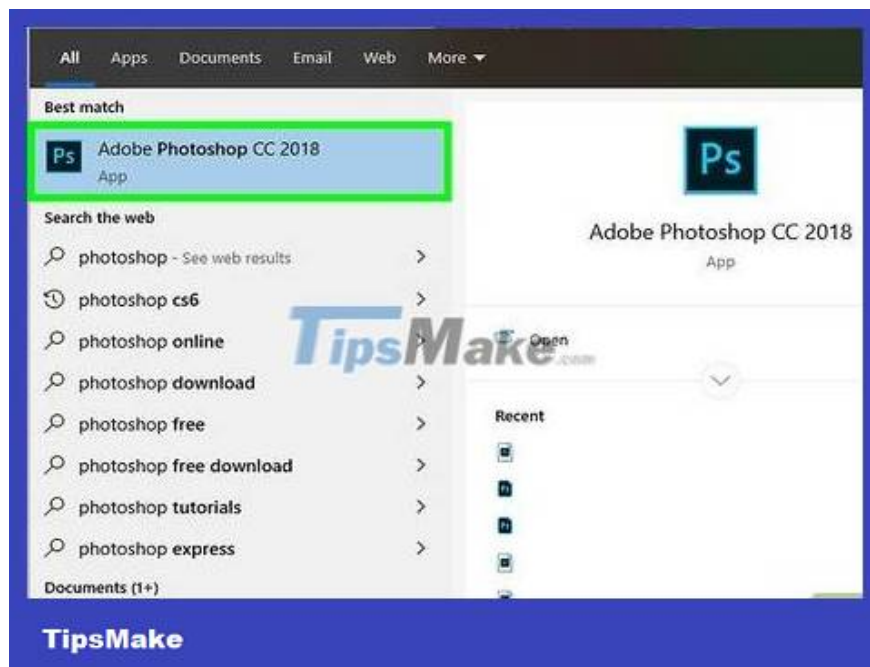 All Apps Documents Email Web More
Best match
Ps Adobe Photoshop CC 2018
App
Search the web
photoshop - See web results
photoshop cs6
photoshop online
photoshop download
photoshop free
photoshop free download
photoshop tutorials
photoshop express
Documents (1+)
Ps
Adobe Photoshop CC 2018
App
Open
Recent
TipsMake.com
TipsMake